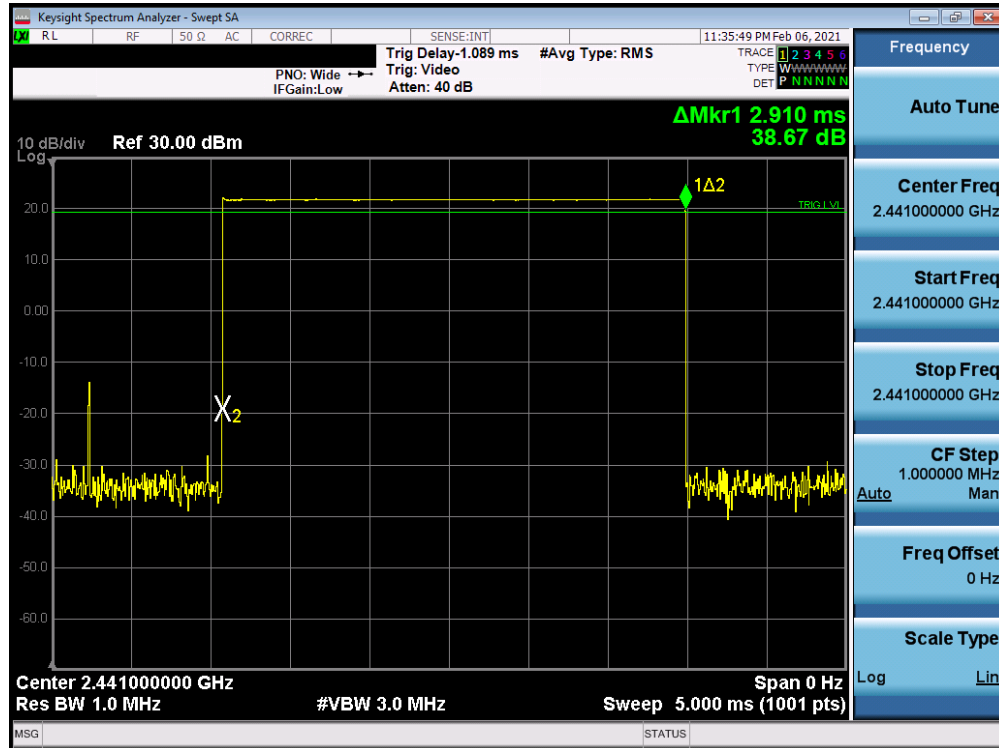 Keysight Spectrum Analyzer - Swept SA
LXI RL RF 50 Ω AC CORREC SENSE:INT 11:35:49 PM Feb 06, 2021
Trig Delay-1.089 ms #Avg Type: RMS TRACE 1 2 3 4 5 6
PNO: Wide Trig: Video TYPE WWWWWW
IFGain:Low Atten: 40 dB DET P N N N N N
ΔMkr1 2.910 ms
38.67 dB
10 dB/div Ref 30.00 dBm
Log
1Δ2
TRIG LVL
20.0
10.0
0.00
-10.0
-20.0
2
-30.0
-40.0
-50.0
-60.0
Center 2.441000000 GHz Span 0 Hz
Res BW 1.0 MHz #VBW 3.0 MHz Sweep 5.000 ms (1001 pts)
MSG STATUS
Frequency
Auto Tune
Center Freq
2.441000000 GHz
Start Freq
2.441000000 GHz
Stop Freq
2.441000000 GHz
CF Step
1.000000 MHz
Auto Man
Freq Offset
0 Hz
Scale Type
Log Lin